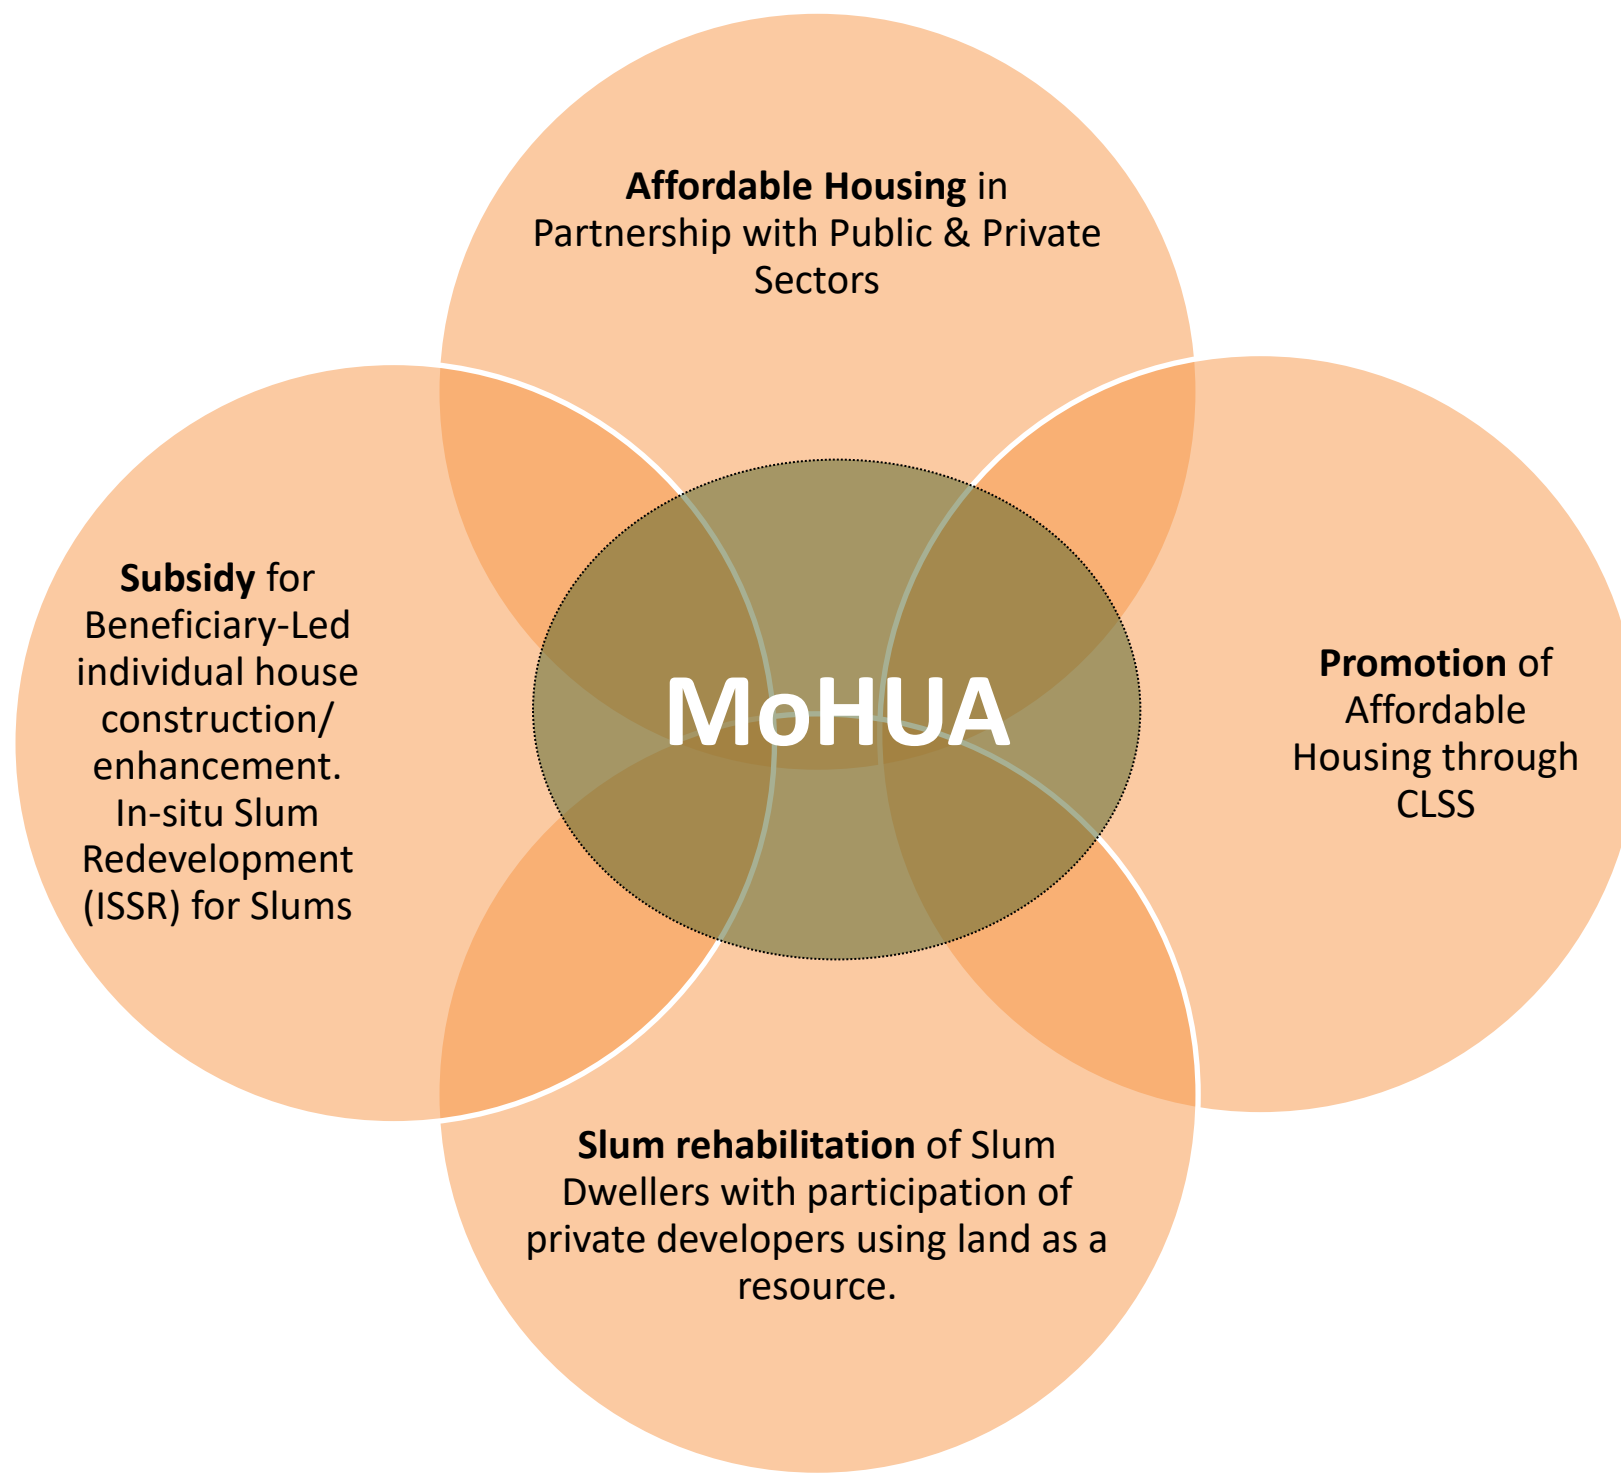 Affordable Housing in
Partnership with Public & Private
Sectors
Subsidy for
Beneficiary-Led
individual house
construction/
enhancement.
In-situ Slum
Redevelopment
(ISSR) for Slums
MoHUA
Promotion of
Affordable
Housing through
CLSS
Slum rehabilitation of Slum
Dwellers with participation of
private developers using land as a
resource.